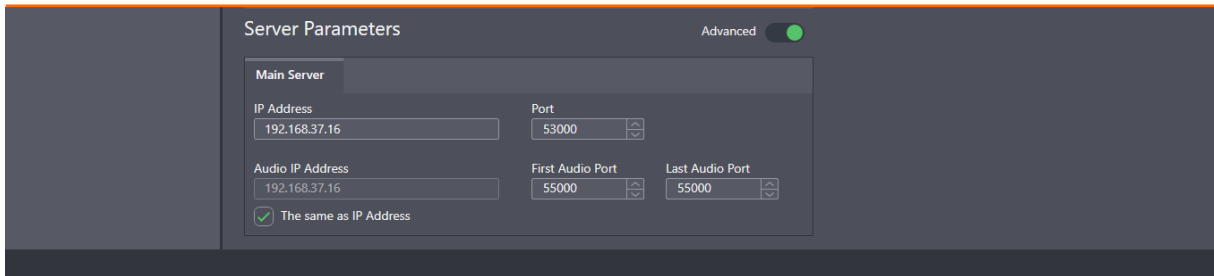 Server Parameters
Advanced
Main Server
IP Address
Port
192.168.37.16
53000
Audio IP Address
First Audio Port
Last Audio Port
192.168.37.16
55000
55000
The same as IP Address